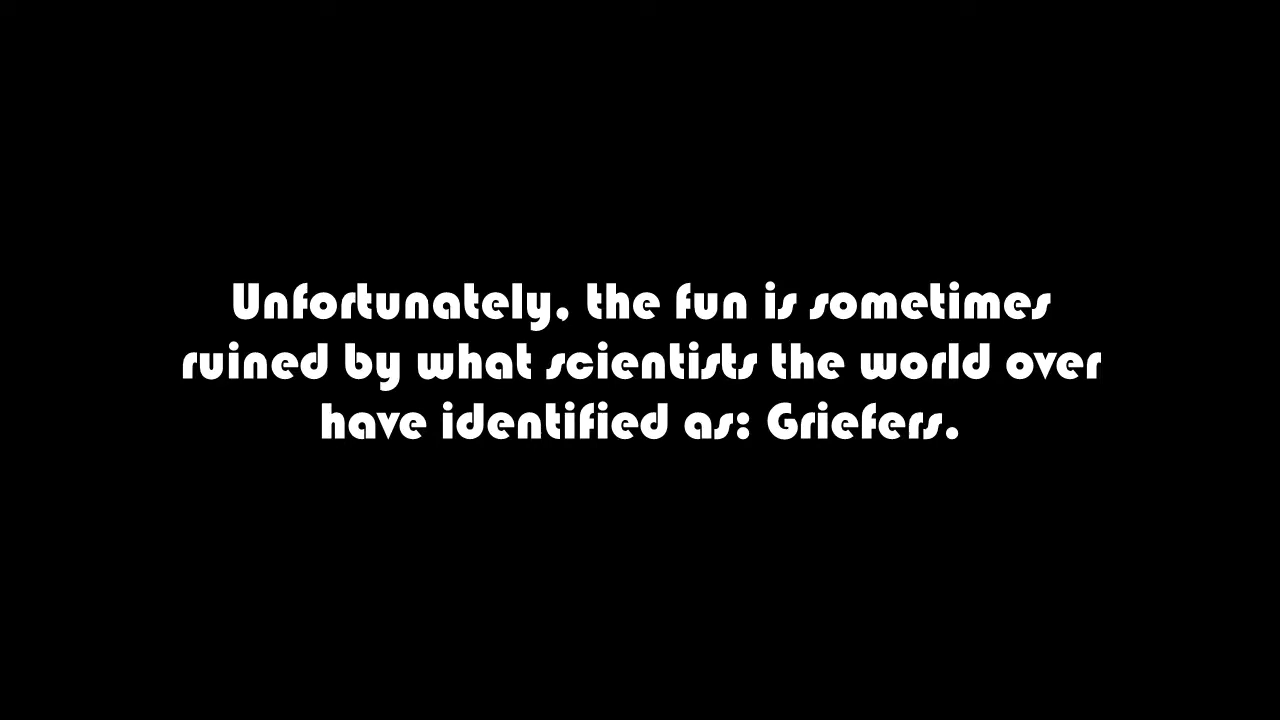 Unfortunately, the fun is sometimes
ruined by what scientists the world over
have identified as: Griefers.